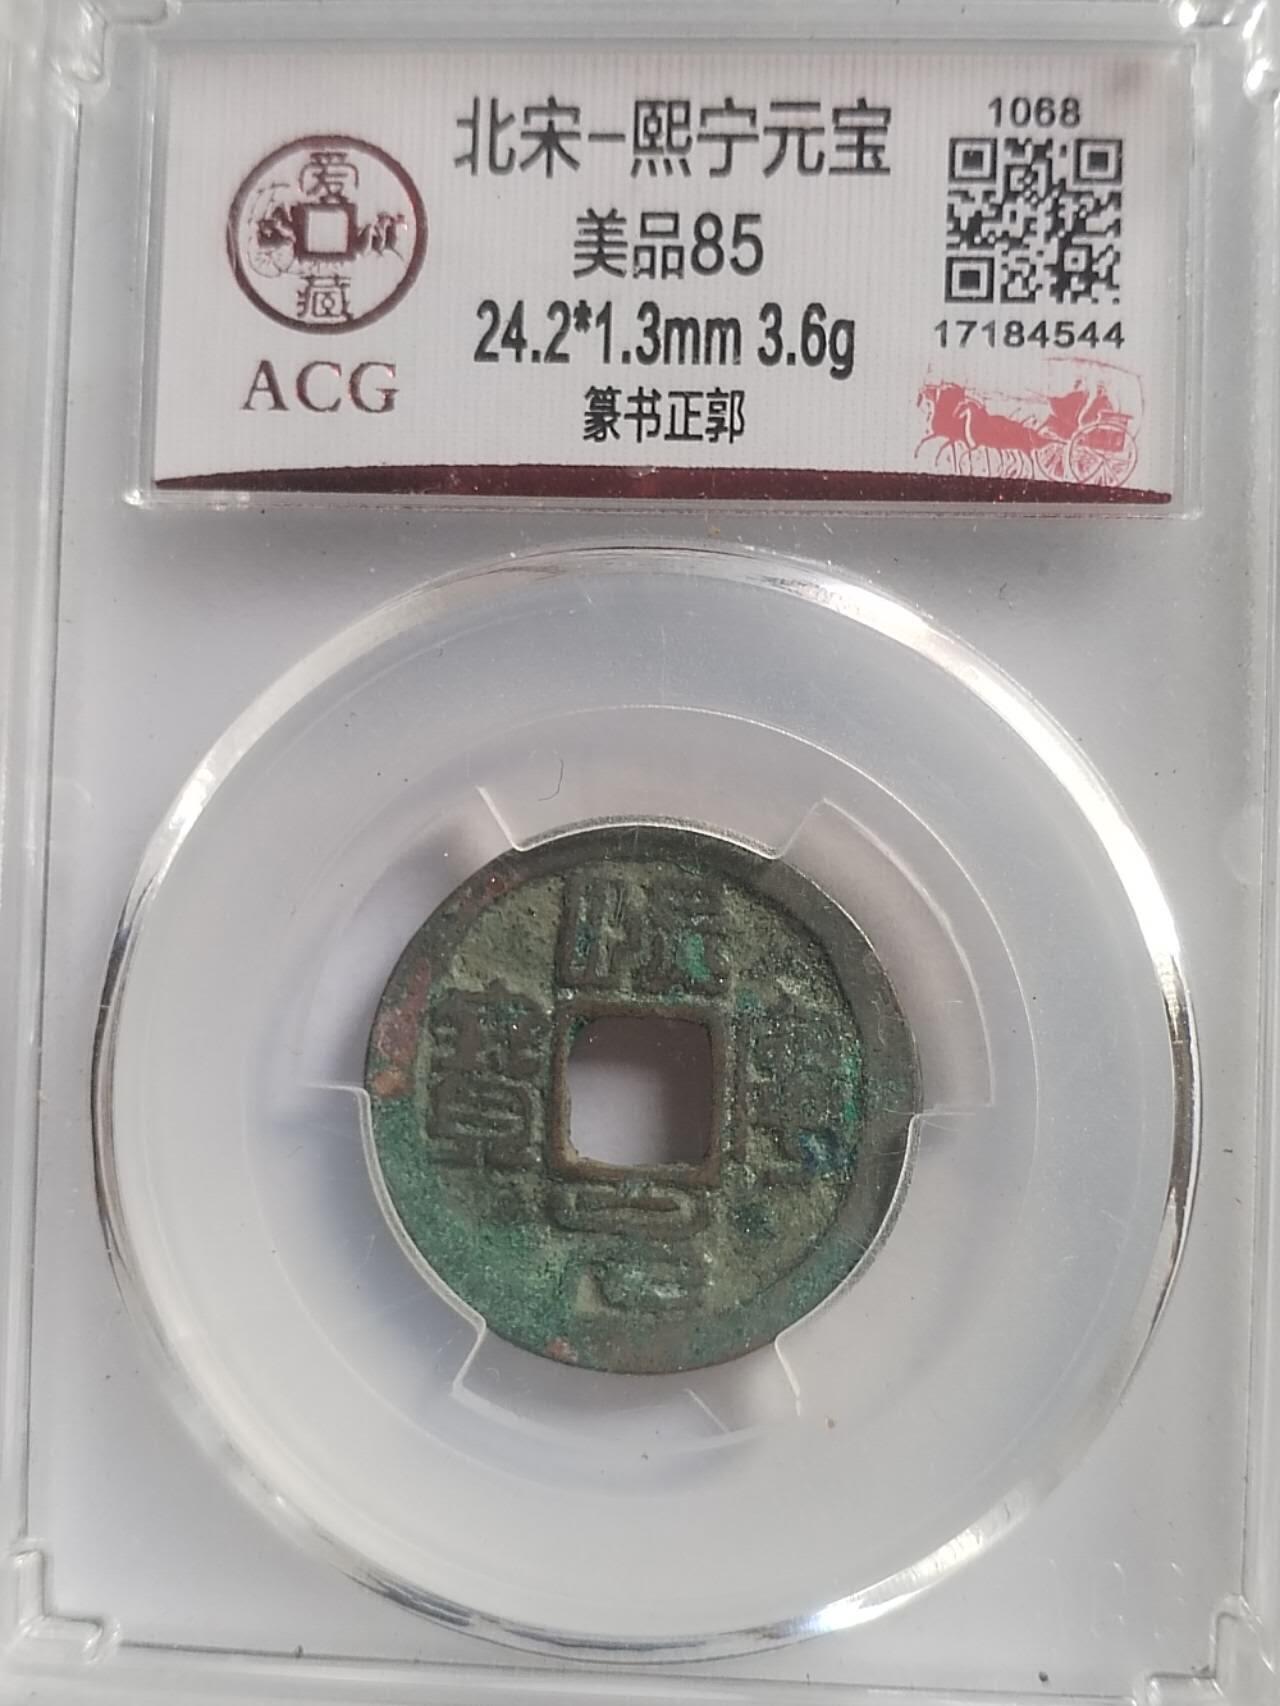 北宋-熙宁元宝
美品85
24.2*1.3mm 3.6g
篆书正郭
爱藏
ACG
1068
17184544
熙寧元寶